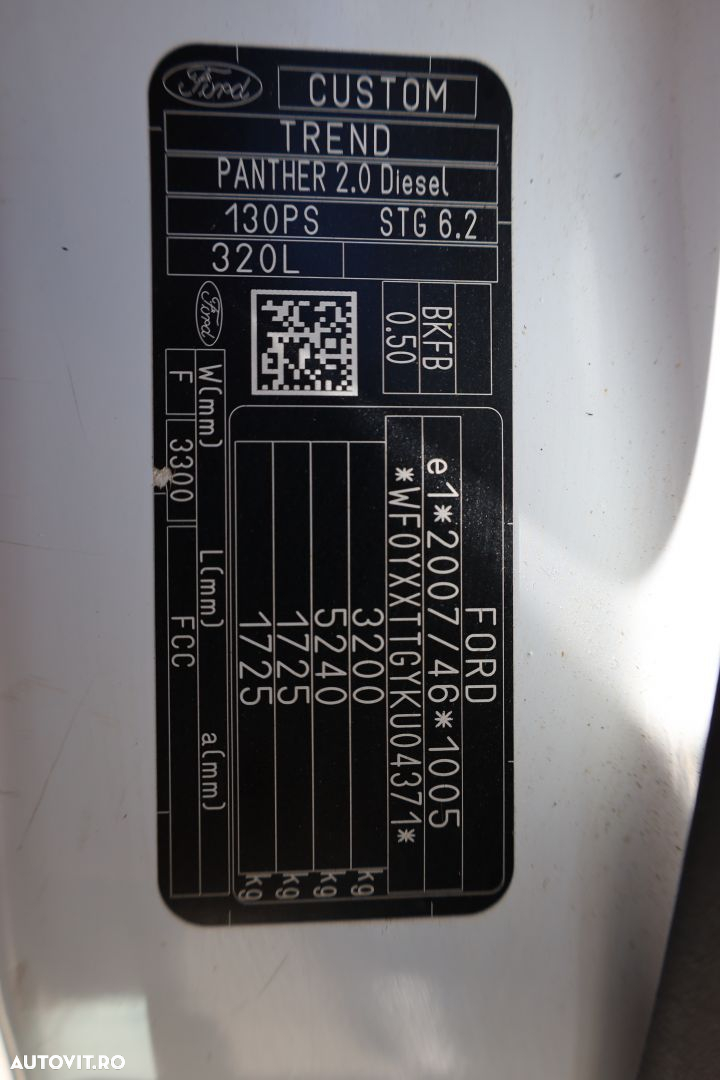 Ford CUSTOM
TREND
PANTHER 2.0 Diesel
130PS STG 6.2
320L
Ford
BKFB
0.50
FORD
e1*2007/46*1005
*WF0YXXTTGYKU04371*
3200 kg
5240 kg
1725 kg
1725 kg
W(mm) L(mm) a(mm)
F 3300 FCC
AUTOVIT.RO